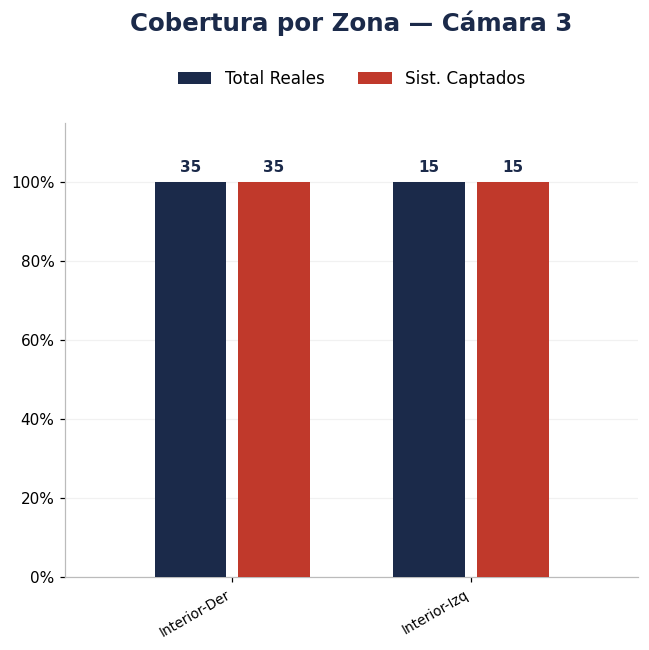 Cobertura por Zona — Cámara 3
Total Reales Sist. Captados
35 35 15 15
100%
80%
60%
40%
20%
0%
Interior-Der Interior-Izq